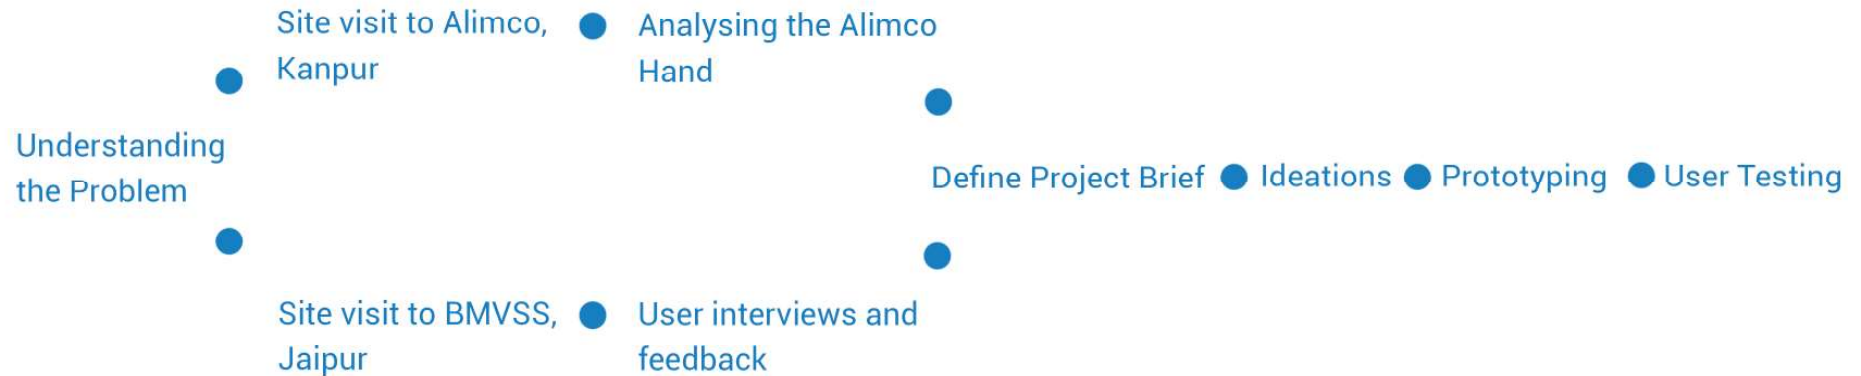 Understanding
the Problem
Site visit to Alimco,
Kanpur
Analysing the Alimco
Hand
Site visit to BMVSS,
Jaipur
User interviews and
feedback
Define Project Brief
Ideations
Prototyping
User Testing